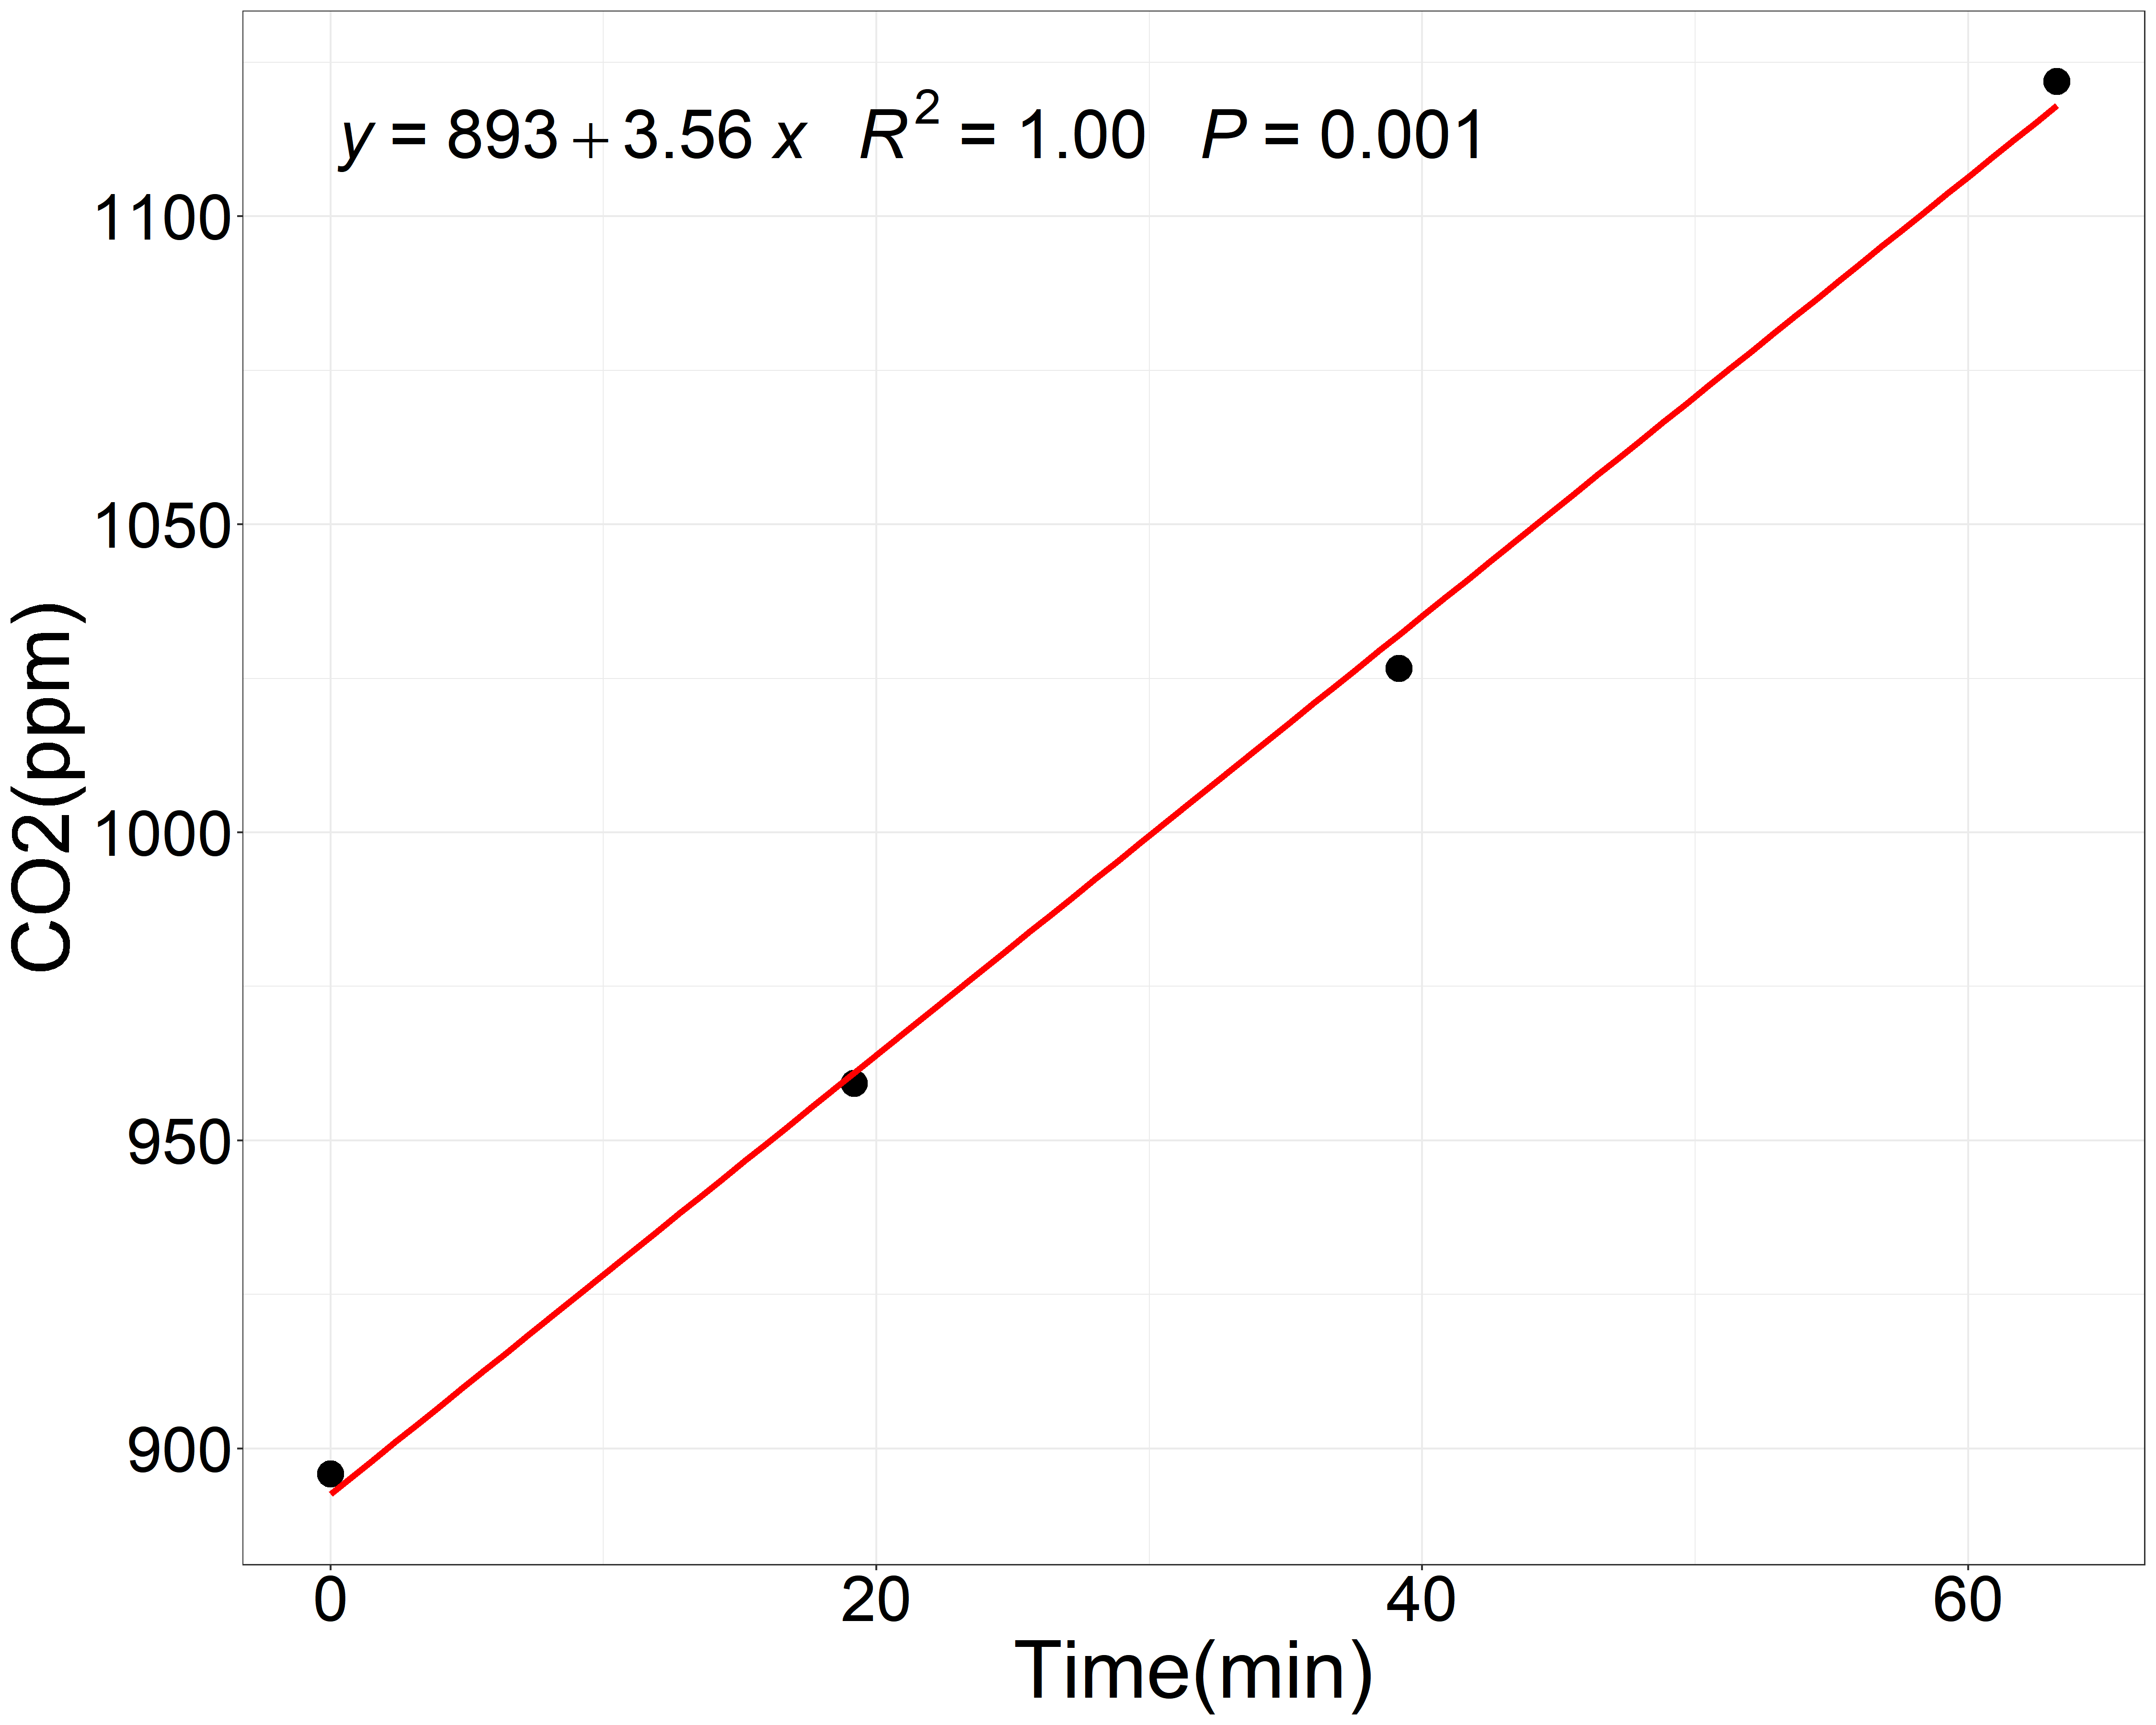 y = 893 + 3.56 x R² = 1.00 P = 0.001
1100
1050
1000
950
900
CO2(ppm)
0 20 40 60
Time(min)